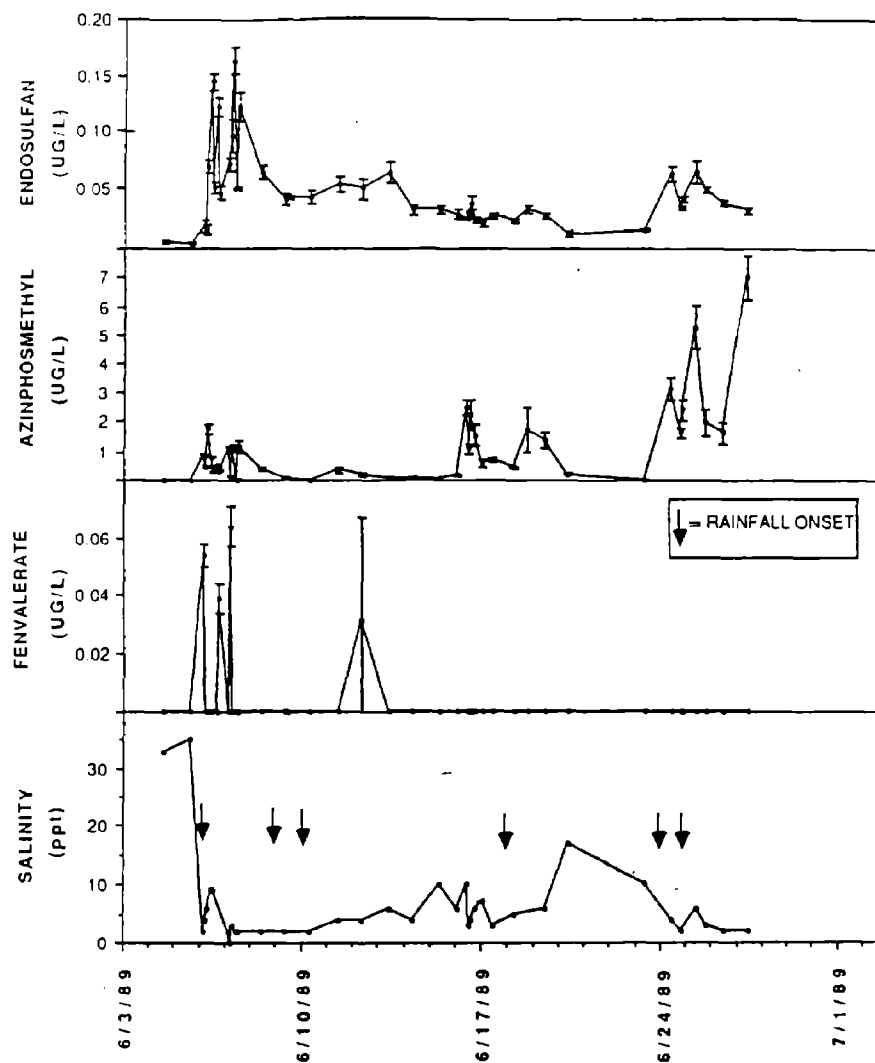 0.20
0.15
0.10
0.05
ENDOSULFAN
(UG/L)
7
6
5
4
3
2
1
AZINPHOSMETHYL
(UG/L)
0.06
0.04
0.02
FENVALERATE
(UG/L)
= RAINFALL ONSET
30
20
10
0
SALINITY
(ppt)
6/3/89
6/10/89
6/17/89
6/24/89
7/1/89